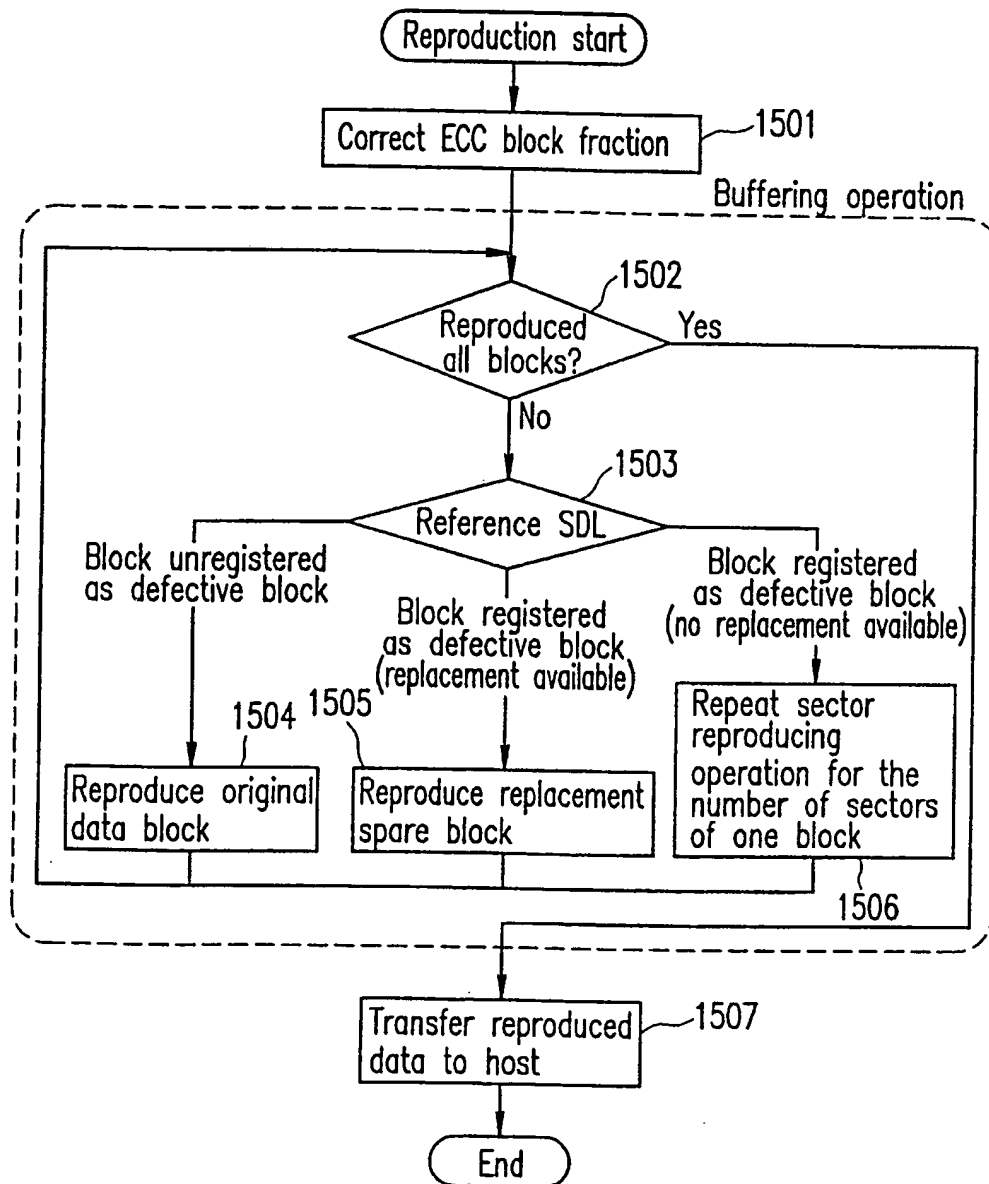 Reproduction start
Correct ECC block fraction
1501
Buffering operation
1502
Reproduced
all blocks?
Yes
No
1503
Reference SDL
Block unregistered
as defective block
Block registered
as defective block
(replacement available)
Block registered
as defective block
(no replacement available)
1504
Reproduce original
data block
1505
Reproduce replacement
spare block
Repeat sector
reproducing
operation for the
number of sectors
of one block
1506
Transfer reproduced
data to host
1507
End